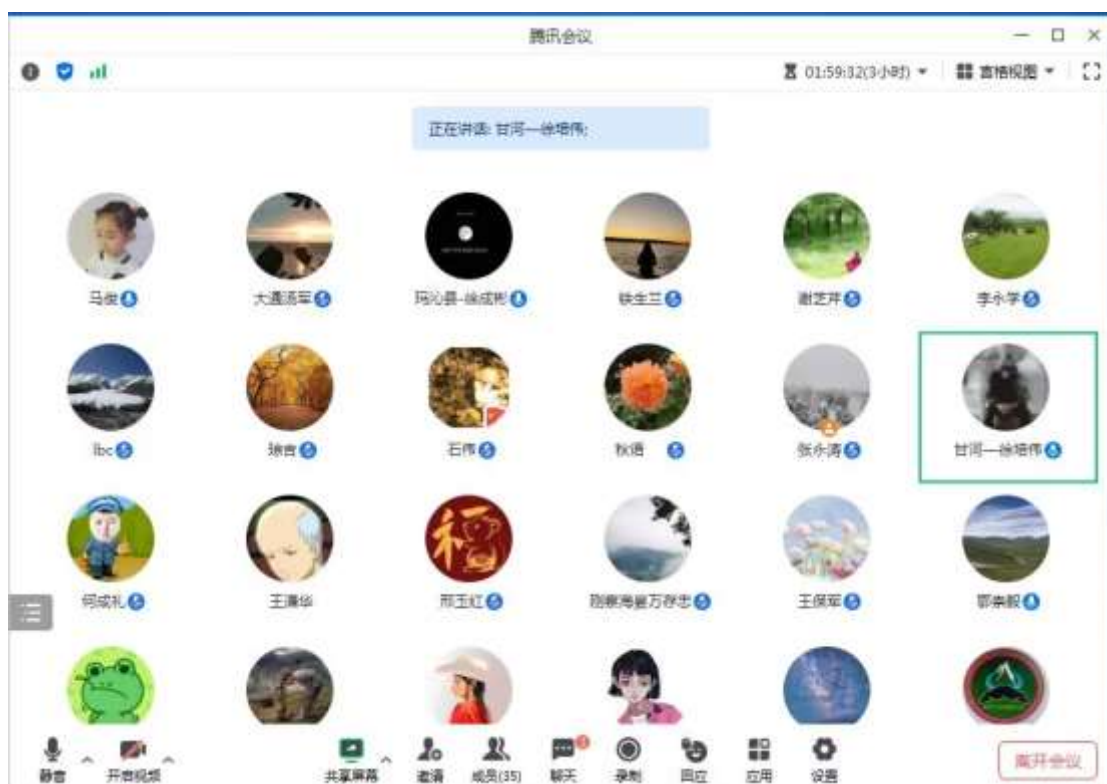 腾讯会议
01:59:32(3小时) 宫格视图
正在讲话: 甘河—徐培伟;
马俊 大通汤军 玛沁县-徐成彬 铁生兰 谢芝芹 李永学
lbc 琼吉 石伟 秋语 张永涛 甘河—徐培伟
何成礼 王清华 邢玉红 刚察海晏万存忠 王保军 郭崇毅
福
静音 开启视频 共享屏幕 邀请 成员(35) 聊天 录制 回应 应用 设置 离开会议